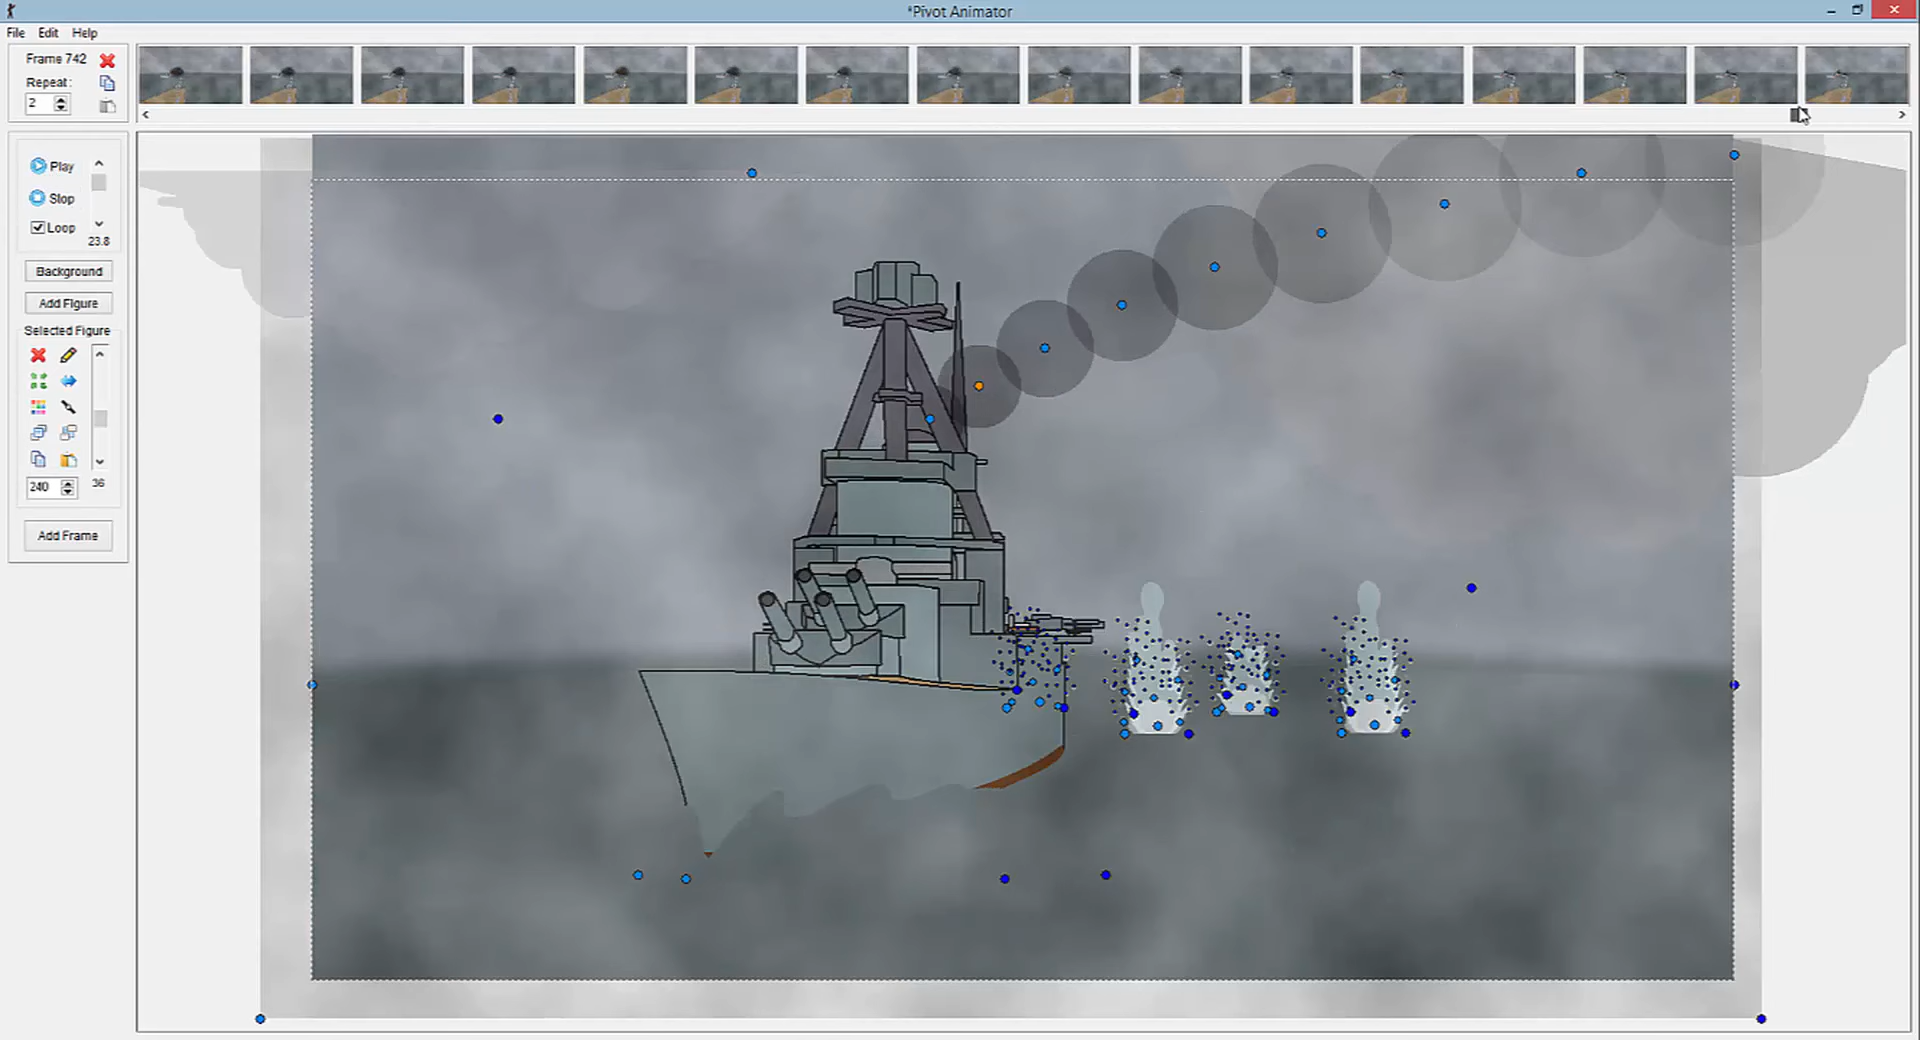 *Pivot Animator
File Edit Help
Frame 742
Repeat:
2
Play
Stop
Loop
23.8
Background
Add Figure
Selected Figure
240
36
Add Frame